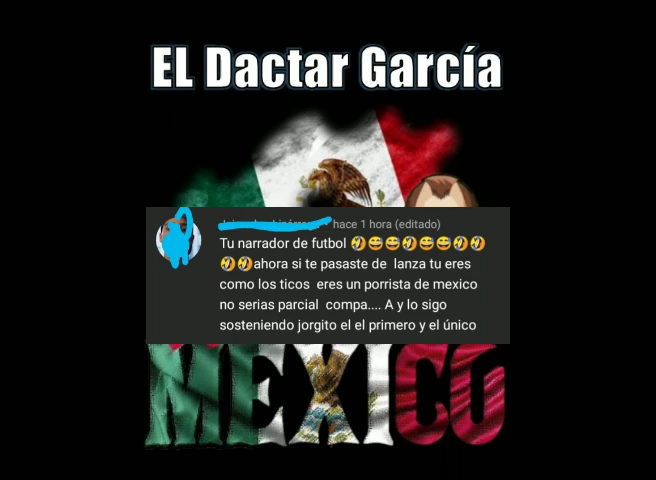 EL Dactar García
hace 1 hora (editado)
Tu narrador de futbol 🤣😅😅🤣😅😅🤣🤣
🤣🤣ahora si te pasaste de lanza tu eres
como los ticos eres un porrista de mexico
no serias parcial compa.... A y lo sigo
sosteniendo jorgito el el primero y el único
MEXICO